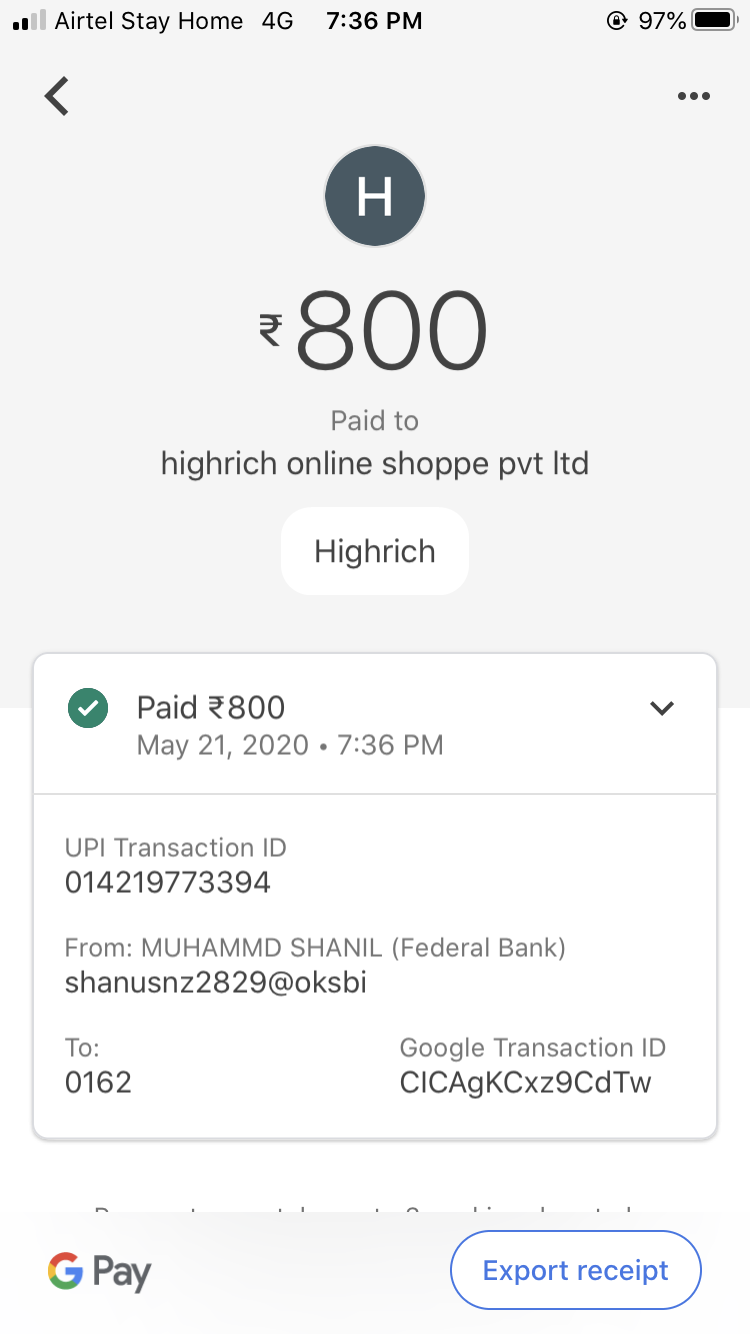 Airtel Stay Home 4G 7:36 PM 97%
H
₹800
Paid to
highrich online shoppe pvt ltd
Highrich
Paid ₹800
May 21, 2020 • 7:36 PM
UPI Transaction ID
014219773394
From: MUHAMMD SHANIL (Federal Bank)
shanusnz2829@oksbi
To:
0162
Google Transaction ID
CICAgKCxz9CdTw
G Pay
Export receipt